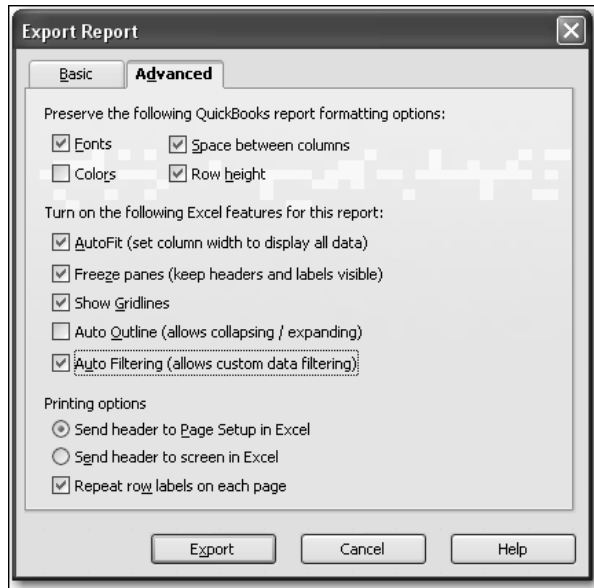 Export Report
Basic Advanced
Preserve the following QuickBooks report formatting options:
Fonts Space between columns
Colors Row height
Turn on the following Excel features for this report:
AutoFit (set column width to display all data)
Freeze panes (keep headers and labels visible)
Show Gridlines
Auto Outline (allows collapsing / expanding)
Auto Filtering (allows custom data filtering)
Printing options
Send header to Page Setup in Excel
Send header to screen in Excel
Repeat row labels on each page
Export Cancel Help